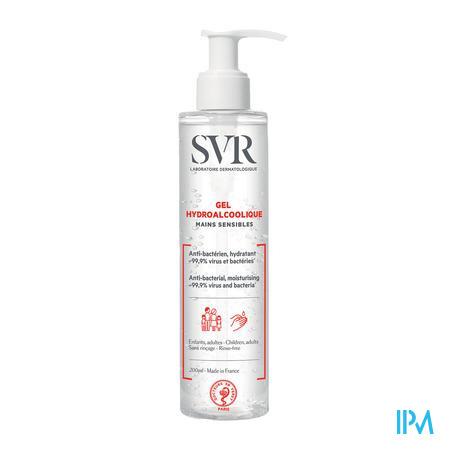 SVR
LABORATOIRE DERMATOLOGIQUE
GEL
HYDROALCOOLIQUE
MAINS SENSIBLES
Anti-bactérien, hydratant
-99,9% virus et bactéries*
Anti-bacterial, moisturising
-99,9% virus and bacteria*
Enfants, adultes - Children, adults
Sans rinçage - Rinse-free
200ml - Made in France
PARIS
IPM